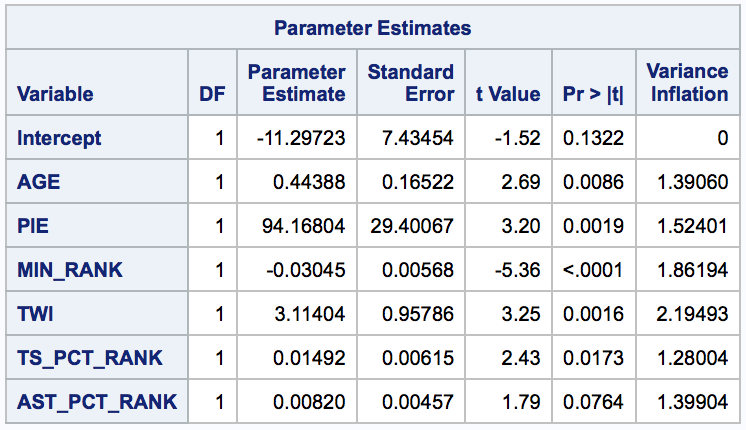 Parameter Estimates
Variable DF Parameter Estimate Standard Error t Value Pr > |t| Variance Inflation
Intercept 1 -11.29723 7.43454 -1.52 0.1322 0
AGE 1 0.44388 0.16522 2.69 0.0086 1.39060
PIE 1 94.16804 29.40067 3.20 0.0019 1.52401
MIN_RANK 1 -0.03045 0.00568 -5.36 <.0001 1.86194
TWI 1 3.11404 0.95786 3.25 0.0016 2.19493
TS_PCT_RANK 1 0.01492 0.00615 2.43 0.0173 1.28004
AST_PCT_RANK 1 0.00820 0.00457 1.79 0.0764 1.39904